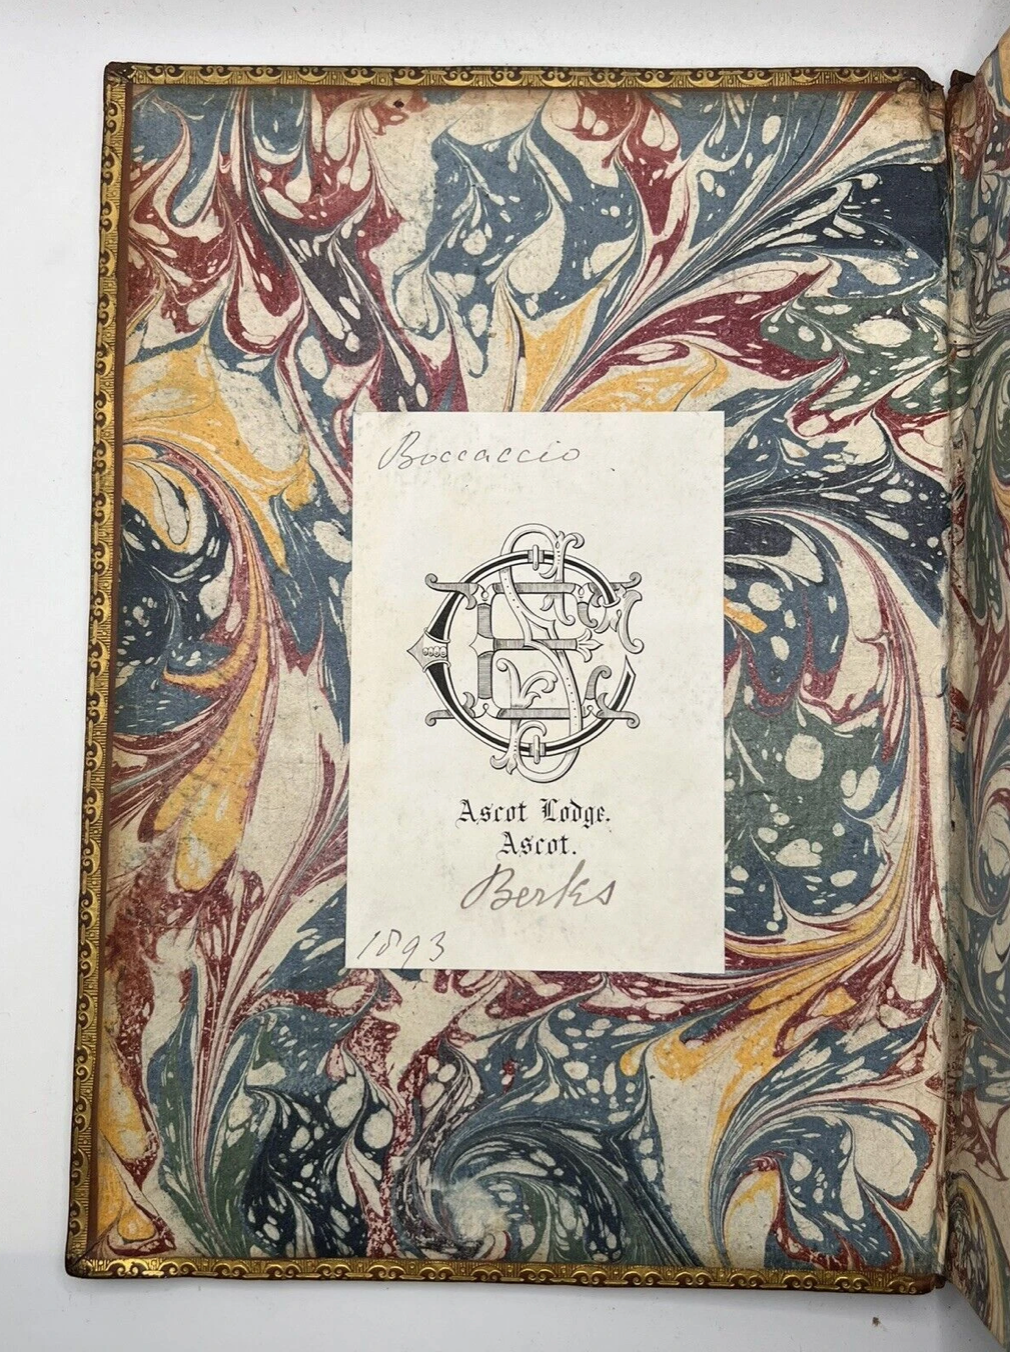 Boccaccio
Ascot Lodge.
Ascot.
Berks
1893